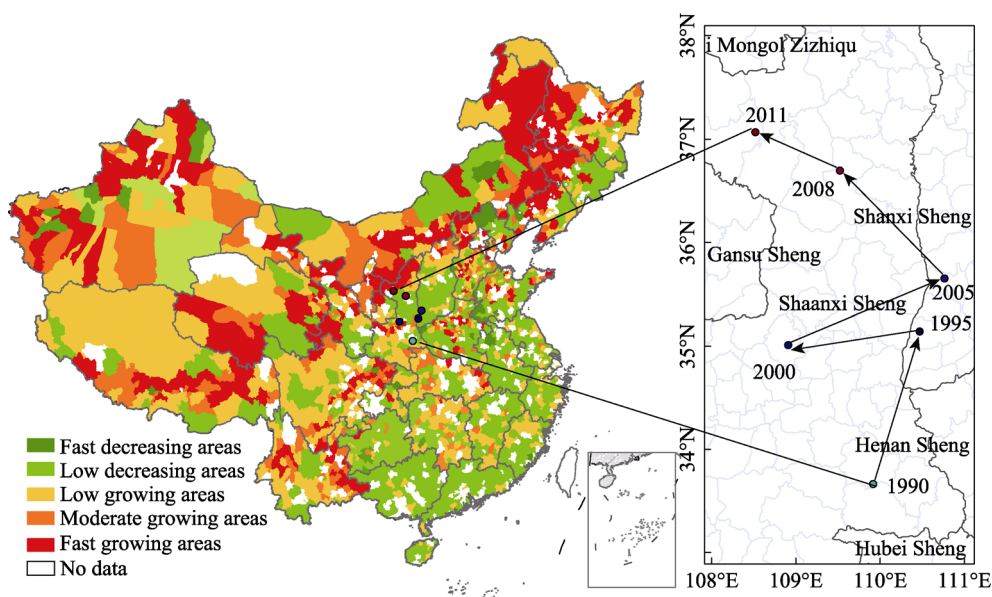 Fast decreasing areas
Low decreasing areas
Low growing areas
Moderate growing areas
Fast growing areas
No data
38°N
i Mongol Zizhiqu
2011
37°N
2008
Shanxi Sheng
36°N
Gansu Sheng
2005
Shaanxi Sheng
1995
35°N
2000
34°N
Henan Sheng
1990
Hubei Sheng
108°E
109°E
110°E
111°E